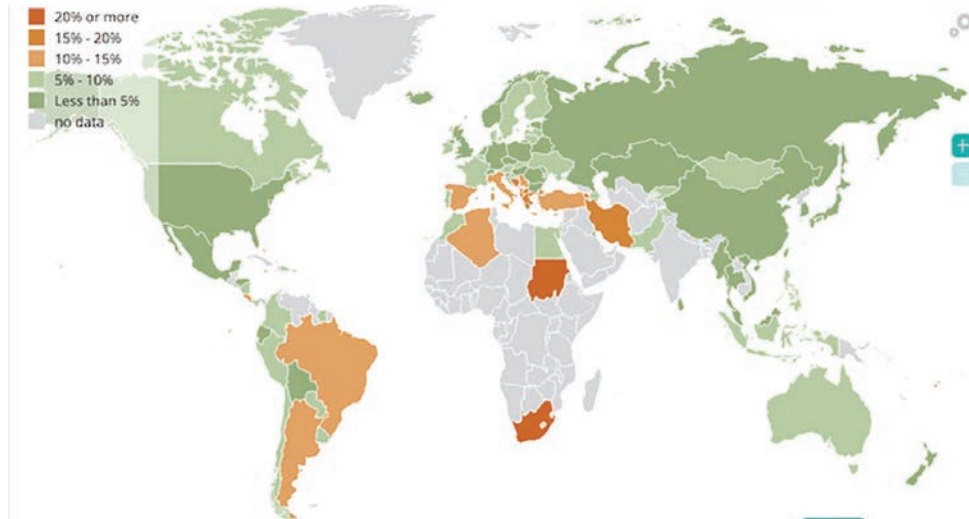 20% or more
15% - 20%
10% - 15%
5% - 10%
Less than 5%
no data